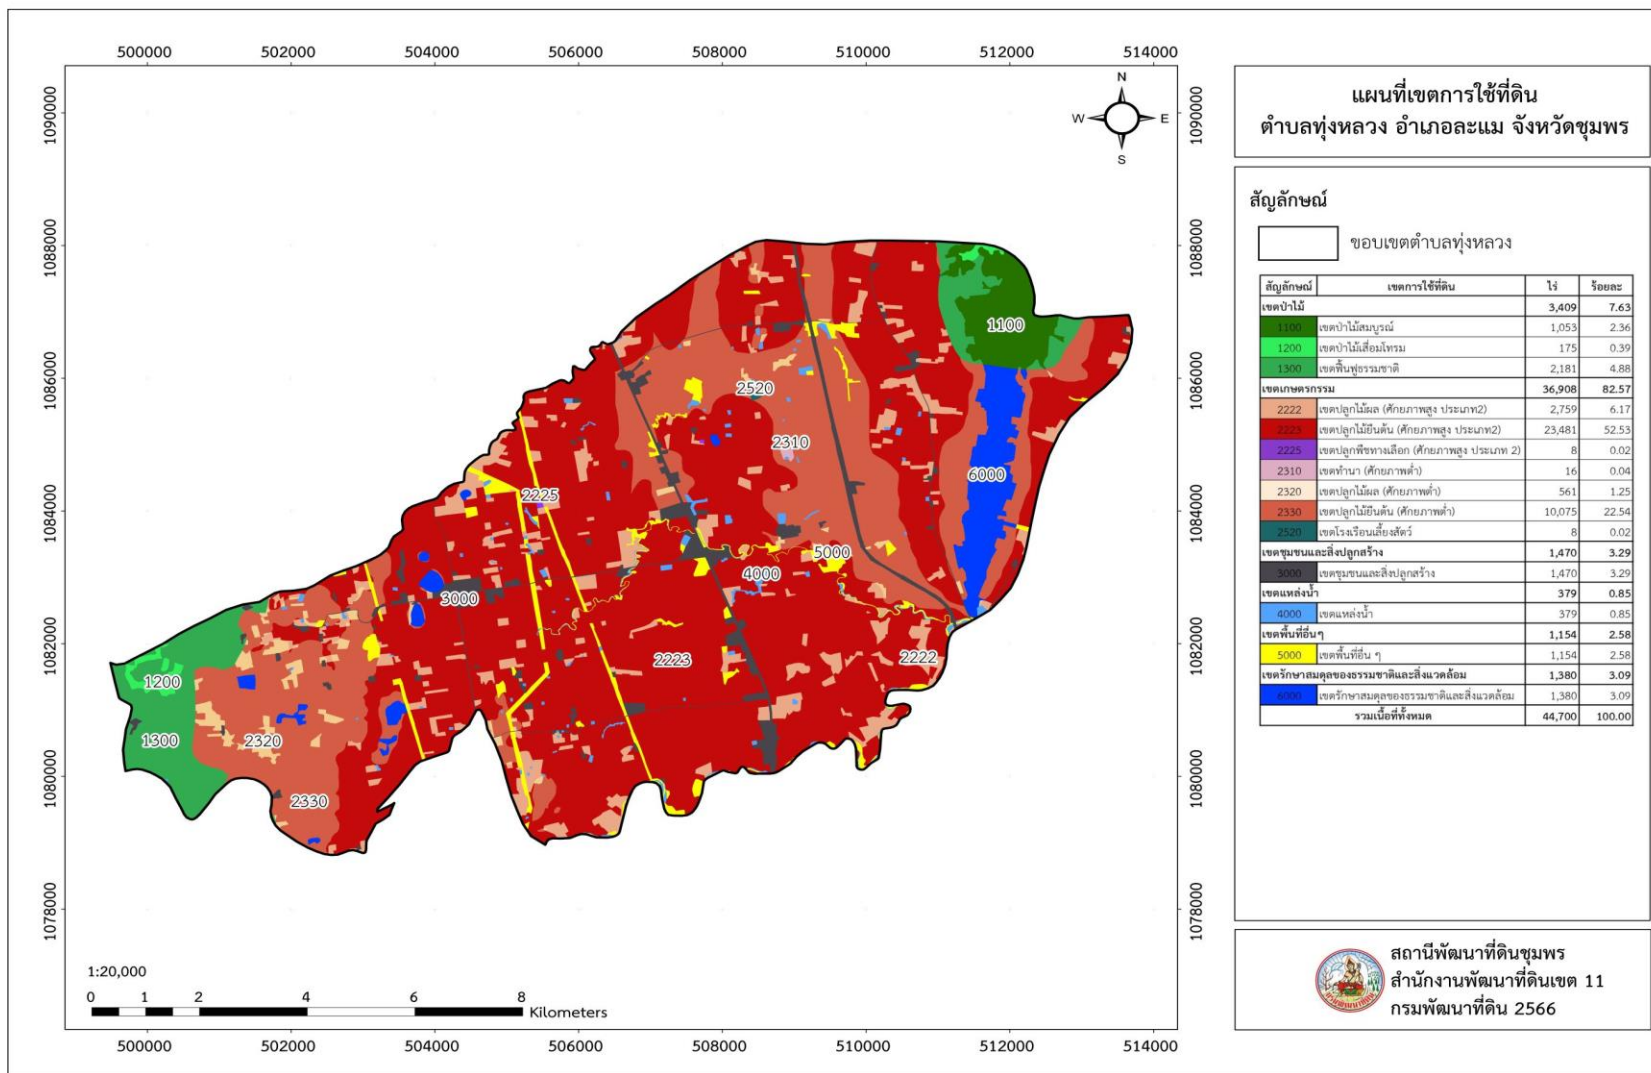 500000 502000 504000 506000 508000 510000 512000 514000
1090000 1088000 1086000 1084000 1082000 1080000 1078000
N
W E
S
1100
2520
2310
6000
2225
5000
4000
3000
2223
2222
1200
1300
2320
2330
1:20,000
0 1 2 4 6 8
Kilometers
1090000 1088000 1086000 1084000 1082000 1080000 1078000
500000 502000 504000 506000 508000 510000 512000 514000
แผนที่เขตการใช้ที่ดิน
ตำบลทุ่งหลวง อำเภอละแม จังหวัดชุมพร
สัญลักษณ์
ขอบเขตตำบลทุ่งหลวง
สัญลักษณ์ เขตการใช้ที่ดิน ไร่ ร้อยละ
เขตป่าไม้ 3,409 7.63
1100 เขตป่าไม้สมบูรณ์ 1,053 2.36
1200 เขตป่าไม้เสื่อมโทรม 175 0.39
1300 เขตฟื้นฟูธรรมชาติ 2,181 4.88
เขตเกษตรกรรม 36,908 82.57
2222 เขตปลูกไม้ผล (ศักยภาพสูง ประเภท2) 2,759 6.17
2223 เขตปลูกไม้ยืนต้น (ศักยภาพสูง ประเภท2) 23,481 52.53
2225 เขตปลูกพืชทางเลือก (ศักยภาพสูง ประเภท 2) 8 0.02
2310 เขตทำนา (ศักยภาพต่ำ) 16 0.04
2320 เขตปลูกไม้ผล (ศักยภาพต่ำ) 561 1.25
2330 เขตปลูกไม้ยืนต้น (ศักยภาพต่ำ) 10,075 22.54
2520 เขตโรงเรือนเลี้ยงสัตว์ 8 0.02
เขตชุมชนและสิ่งปลูกสร้าง 1,470 3.29
3000 เขตชุมชนและสิ่งปลูกสร้าง 1,470 3.29
เขตแหล่งน้ำ 379 0.85
4000 เขตแหล่งน้ำ 379 0.85
เขตพื้นที่อื่นๆ 1,154 2.58
5000 เขตพื้นที่อื่น ๆ 1,154 2.58
เขตรักษาสมดุลของธรรมชาติและสิ่งแวดล้อม 1,380 3.09
6000 เขตรักษาสมดุลของธรรมชาติและสิ่งแวดล้อม 1,380 3.09
รวมเนื้อที่ทั้งหมด 44,700 100.00
กรมพัฒนาที่ดิน
สถานีพัฒนาที่ดินชุมพร
สำนักงานพัฒนาที่ดินเขต 11
กรมพัฒนาที่ดิน 2566